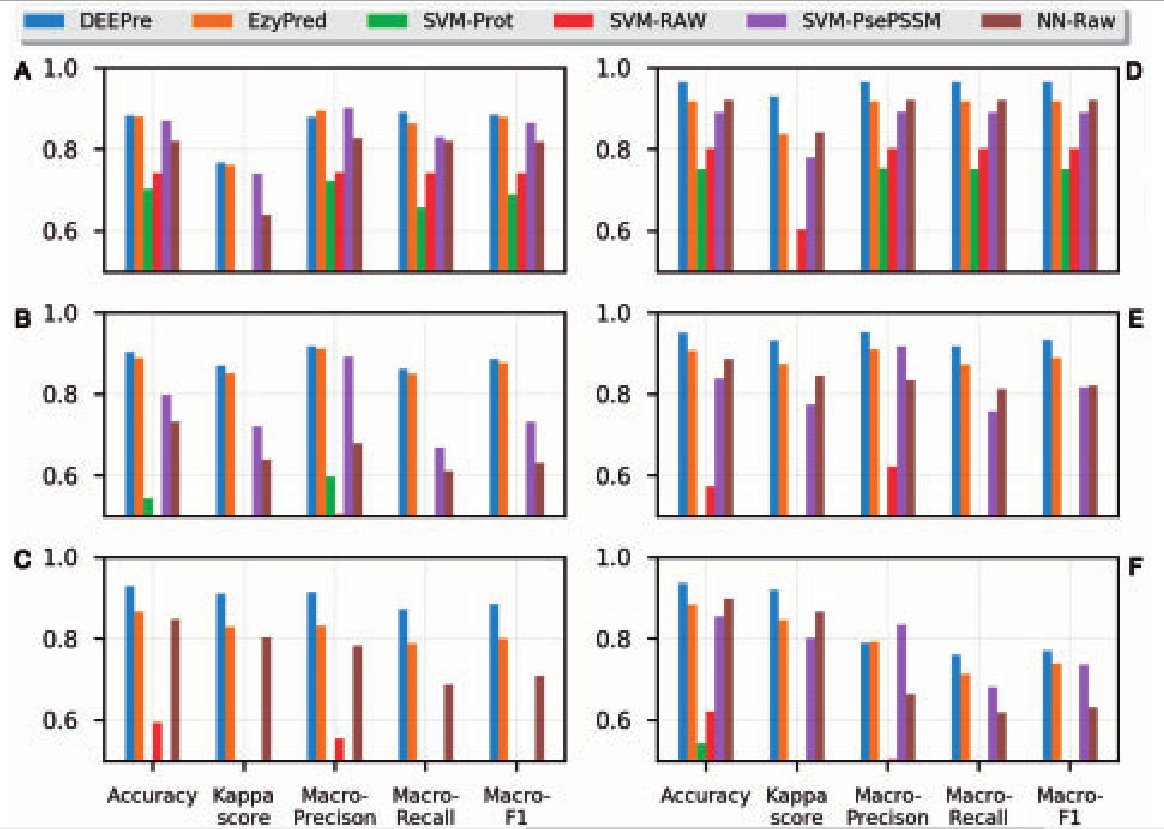 DEEPre EzyPred SVM-Prot SVM-RAW SVM-PsePSSM NN-Raw
A 1.0 0.8 0.6
1.0 0.8 0.6 D
B 1.0 0.8 0.6
1.0 0.8 0.6 E
C 1.0 0.8 0.6
1.0 0.8 0.6 F
Accuracy Kappa Macro- Macro- Macro- Accuracy Kappa Macro- Macro- Macro-
score Precison Recall F1 score Precison Recall F1